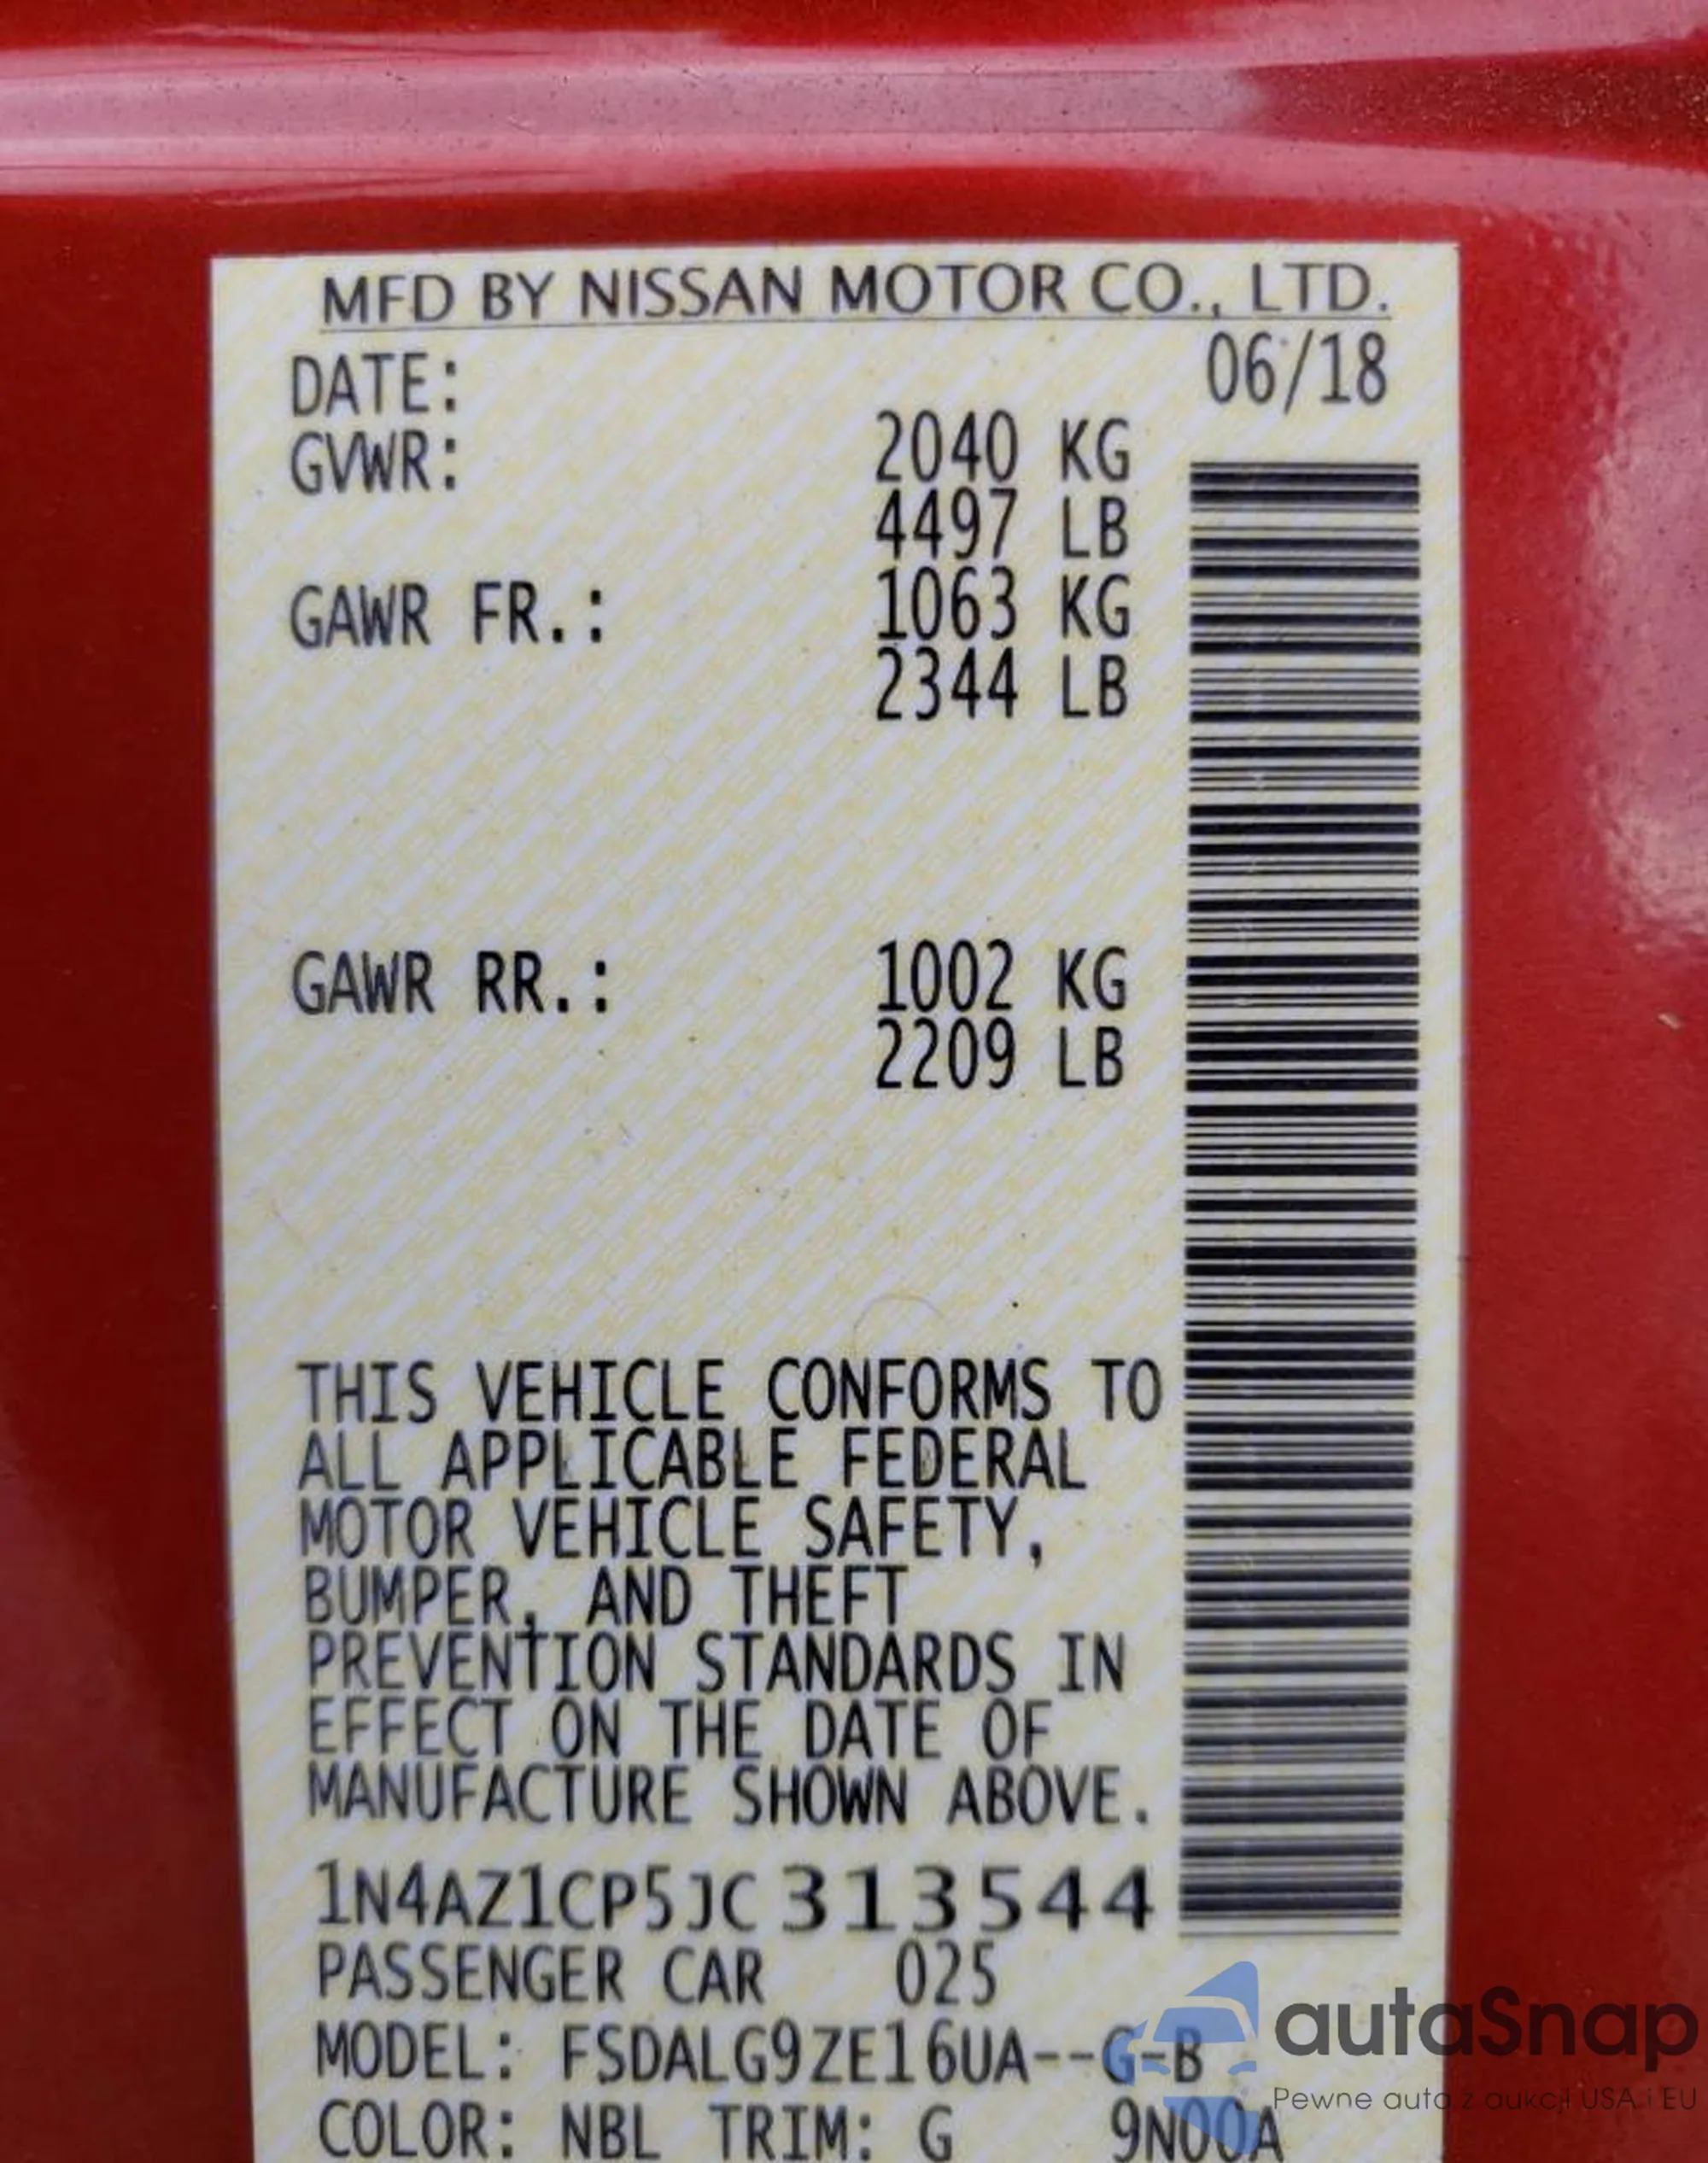 MFD BY NISSAN MOTOR CO., LTD.
DATE: 06/18
GVWR: 2040 KG
4497 LB
GAWR FR.: 1063 KG
2344 LB
GAWR RR.: 1002 KG
2209 LB
THIS VEHICLE CONFORMS TO
ALL APPLICABLE FEDERAL
MOTOR VEHICLE SAFETY,
BUMPER, AND THEFT
PREVENTION STANDARDS IN
EFFECT ON THE DATE OF
MANUFACTURE SHOWN ABOVE.
1N4AZ1CP5JC313544
PASSENGER CAR 025
MODEL: FSDALG9ZE16UA--G-B
COLOR: NBL TRIM: G 9N00A
autaSnap
Pewne auta z aukcji USA i EU